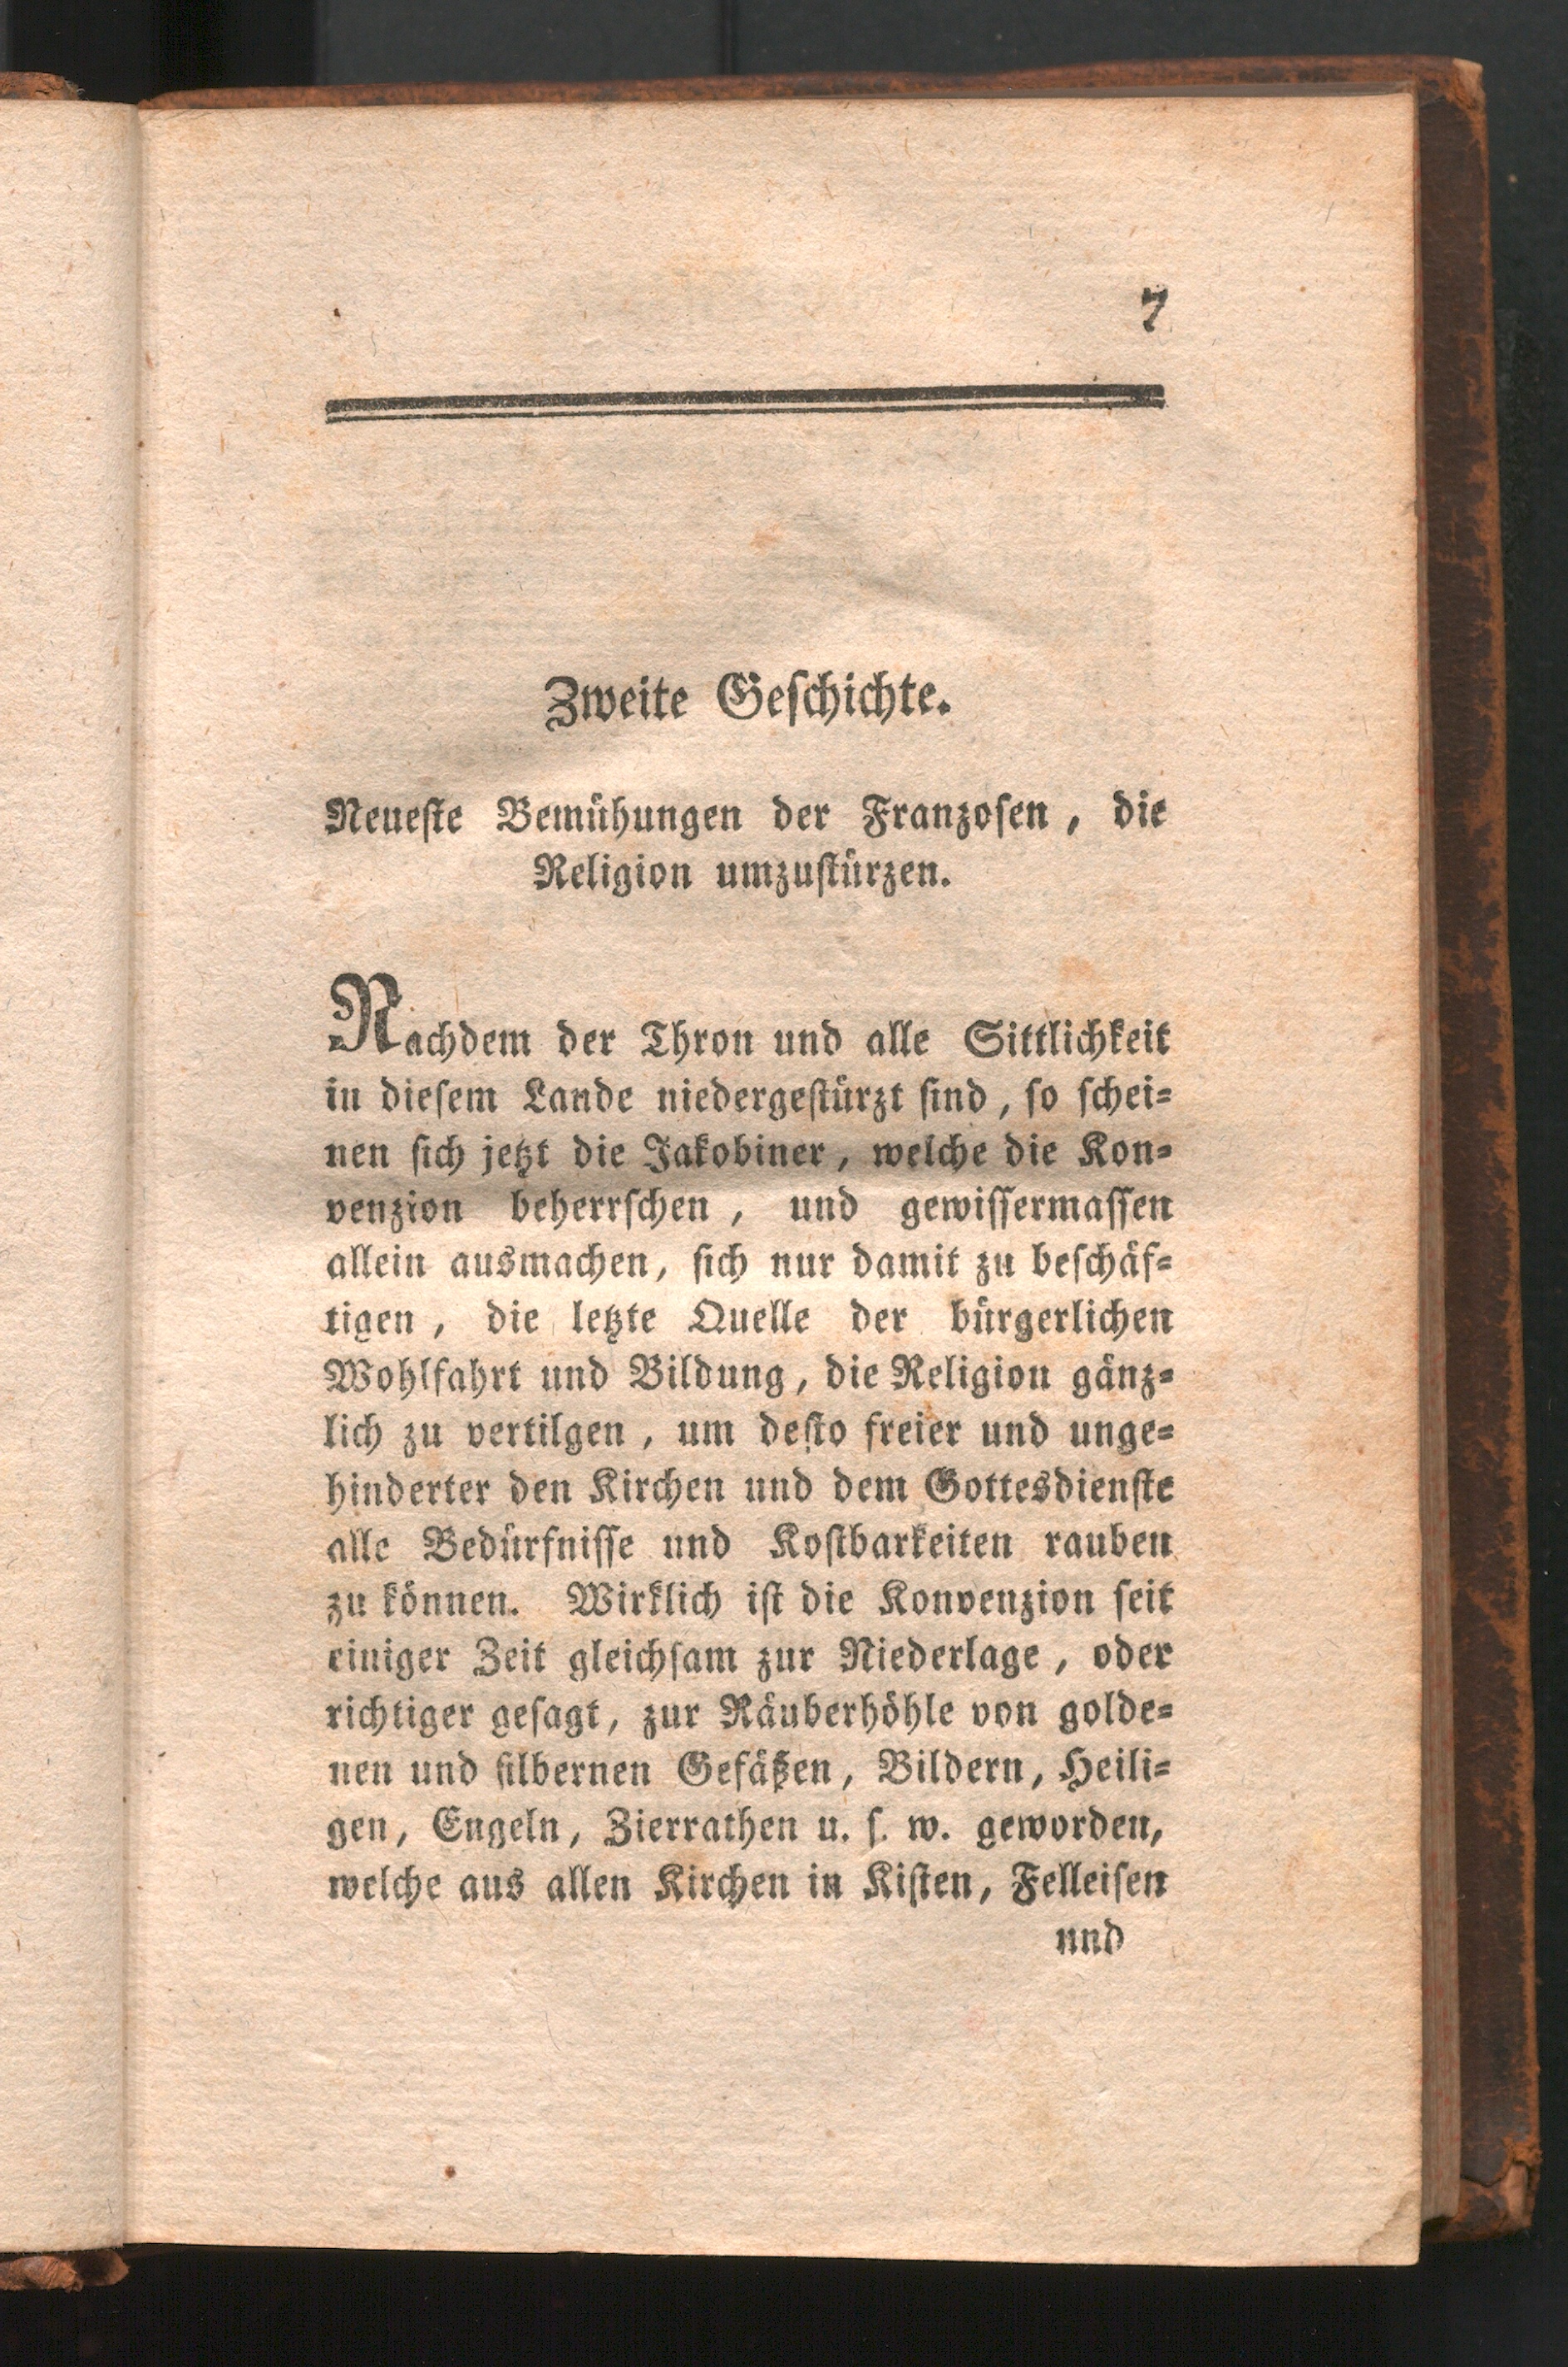 7
Zweite Geschichte.
Neueste Bemühungen der Franzosen, die
Religion umzustürzen.
Nachdem der Thron und alle Sittlichkeit
in diesem Lande niedergestürzt sind, so schei-
nen sich jetzt die Jakobiner, welche die Kon-
venzion beherrschen, und gewissermassen
allein ausmachen, sich nur damit zu beschäf-
tigen, die letzte Quelle der bürgerlichen
Wohlfahrt und Bildung, die Religion gänz-
lich zu vertilgen, um desto freier und unge-
hinderter den Kirchen und dem Gottesdienste
alle Bedürfnisse und Kostbarkeiten rauben
zu können. Wirklich ist die Konvenzion seit
einiger Zeit gleichsam zur Niederlage, oder
richtiger gesagt, zur Räuberhöhle von golde-
nen und silbernen Gefäßen, Bildern, Heili-
gen, Engeln, Zierrathen u. s. w. geworden,
welche aus allen Kirchen in Kisten, Felleisen
und